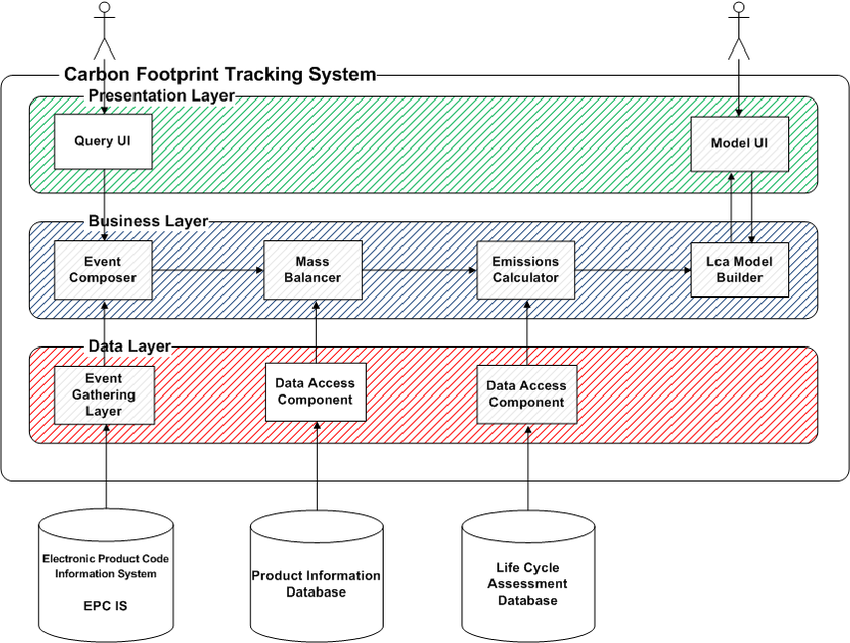 Carbon Footprint Tracking System
Presentation Layer
Query UI
Model UI
Business Layer
Event
Composer
Mass
Balancer
Emissions
Calculator
Lca Model
Builder
Data Layer
Event
Gathering
Layer
Data Access
Component
Data Access
Component
Electronic Product Code
Information System
EPC IS
Product Information
Database
Life Cycle
Assessment
Database